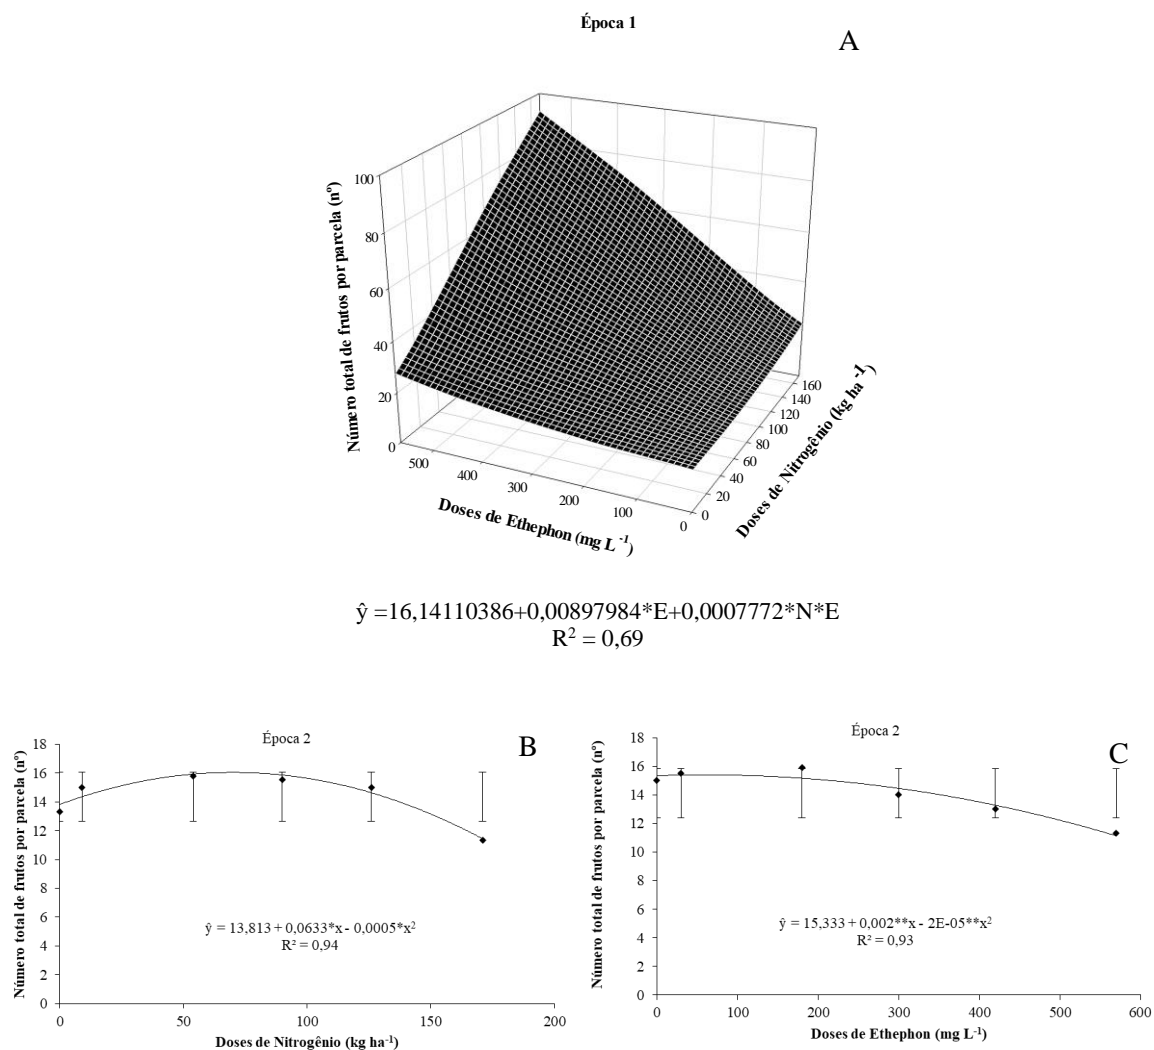 Época 1
A
Número total de frutos por parcela (nº)
100
80
60
40
20
0
500
400
300
200
100
0
Doses de Ethephon (mg L⁻¹)
0
20
40
60
80
100
120
140
160
Doses de Nitrogênio (kg ha⁻¹)
ŷ =16,14110386+0,00897984*E+0,0007772*N*E
R² = 0,69
Época 2
B
Número total de frutos por parcela (nº)
18
16
14
12
10
8
6
4
2
0
ŷ = 13,813 + 0,0633*x - 0,0005*x²
R² = 0,94
0
50
100
150
200
Doses de Nitrogênio (kg ha⁻¹)
Época 2
C
Número total de frutos por parcela (nº)
18
16
14
12
10
8
6
4
2
0
ŷ = 15,333 + 0,002**x - 2E-05**x²
R² = 0,93
0
100
200
300
400
500
600
Doses de Ethephon (mg L⁻¹)